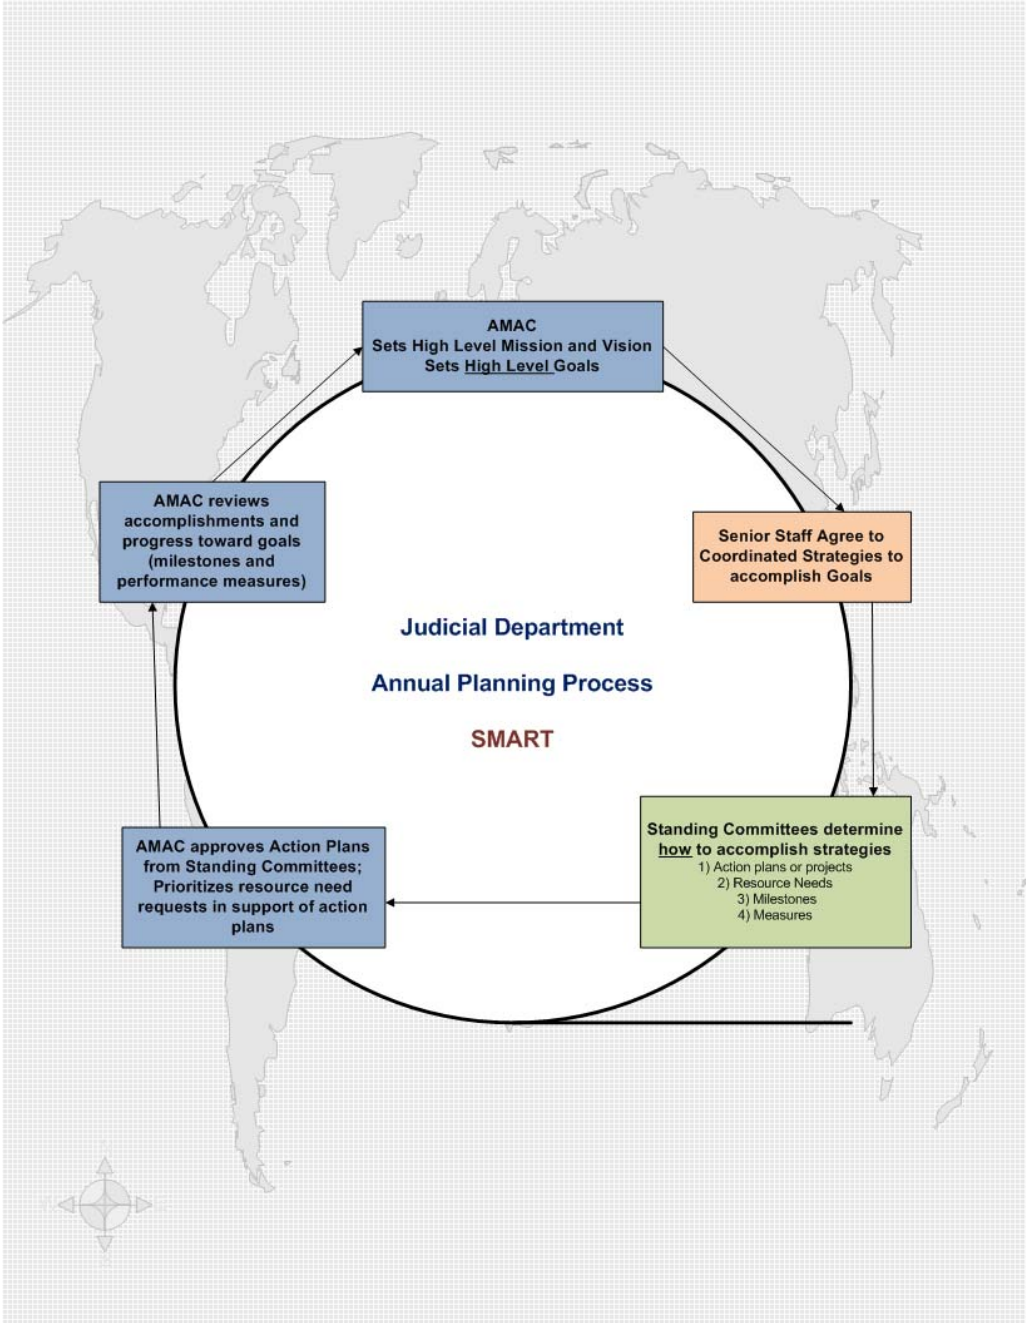 AMAC
Sets High Level Mission and Vision
Sets High Level Goals
Senior Staff Agree to
Coordinated Strategies to
accomplish Goals
Standing Committees determine
how to accomplish strategies
1) Action plans or projects
2) Resource Needs
3) Milestones
4) Measures
AMAC approves Action Plans
from Standing Committees;
Prioritizes resource need
requests in support of action
plans
AMAC reviews
accomplishments and
progress toward goals
(milestones and
performance measures)
Judicial Department
Annual Planning Process
SMART